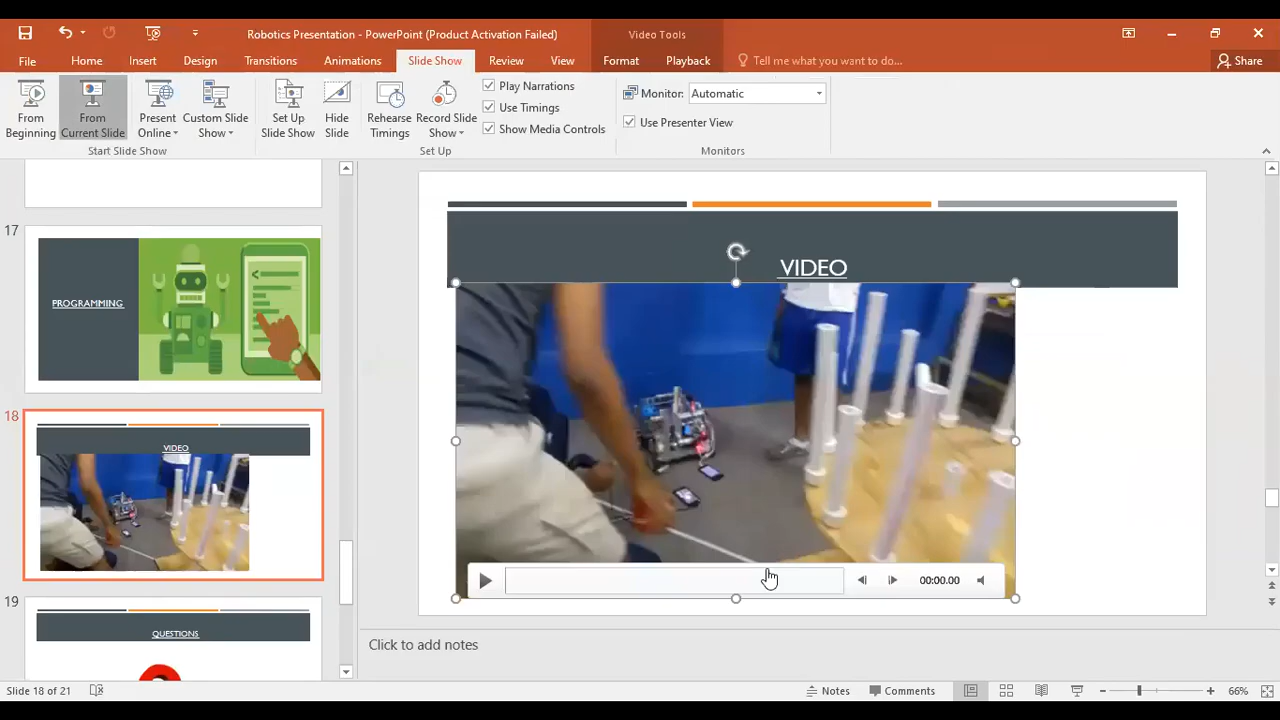 Robotics Presentation - PowerPoint (Product Activation Failed)
Video Tools
File
Home
Insert
Design
Transitions
Animations
Slide Show
Review
View
Format
Playback
Tell me what you want to do...
Share
From
Beginning
From
Current Slide
Present
Online
Custom Slide
Show
Start Slide Show
Set Up
Slide Show
Hide
Slide
Rehearse
Timings
Record Slide
Show
Play Narrations
Use Timings
Show Media Controls
Set Up
Monitor:
Automatic
Use Presenter View
Monitors
17
PROGRAMMING
18
VIDEO
19
QUESTIONS
VIDEO
00:00.00
Click to add notes
Slide 18 of 21
Notes
Comments
66%